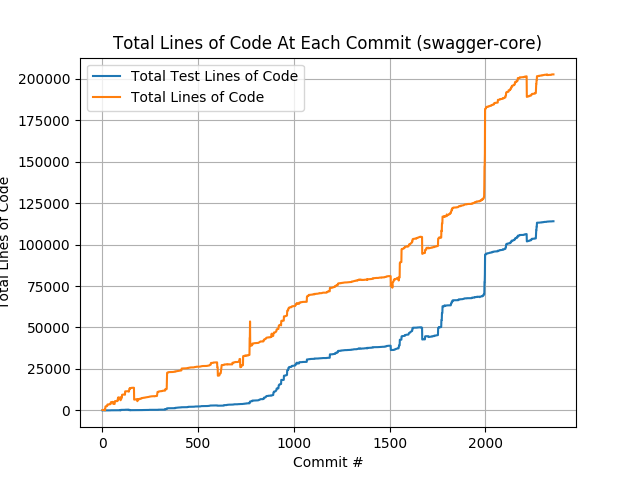 Total Lines of Code At Each Commit (swagger-core)
Total Test Lines of Code
Total Lines of Code
200000
175000
150000
125000
100000
75000
50000
25000
0
Total Lines of Code
0 500 1000 1500 2000
Commit #